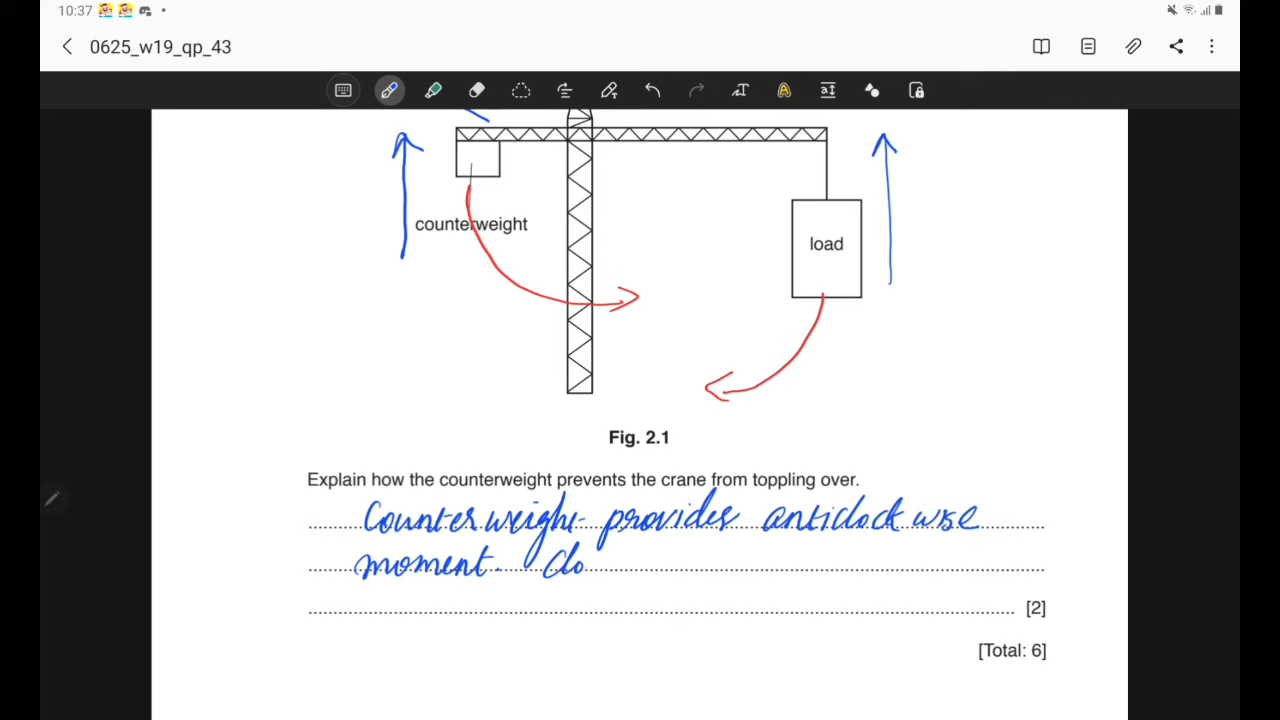 10:37
0625_w19_qp_43
counterweight
load
Fig. 2.1
Explain how the counterweight prevents the crane from toppling over.
Counterweight provides anticlockwise
moment. Clo
[2]
[Total: 6]